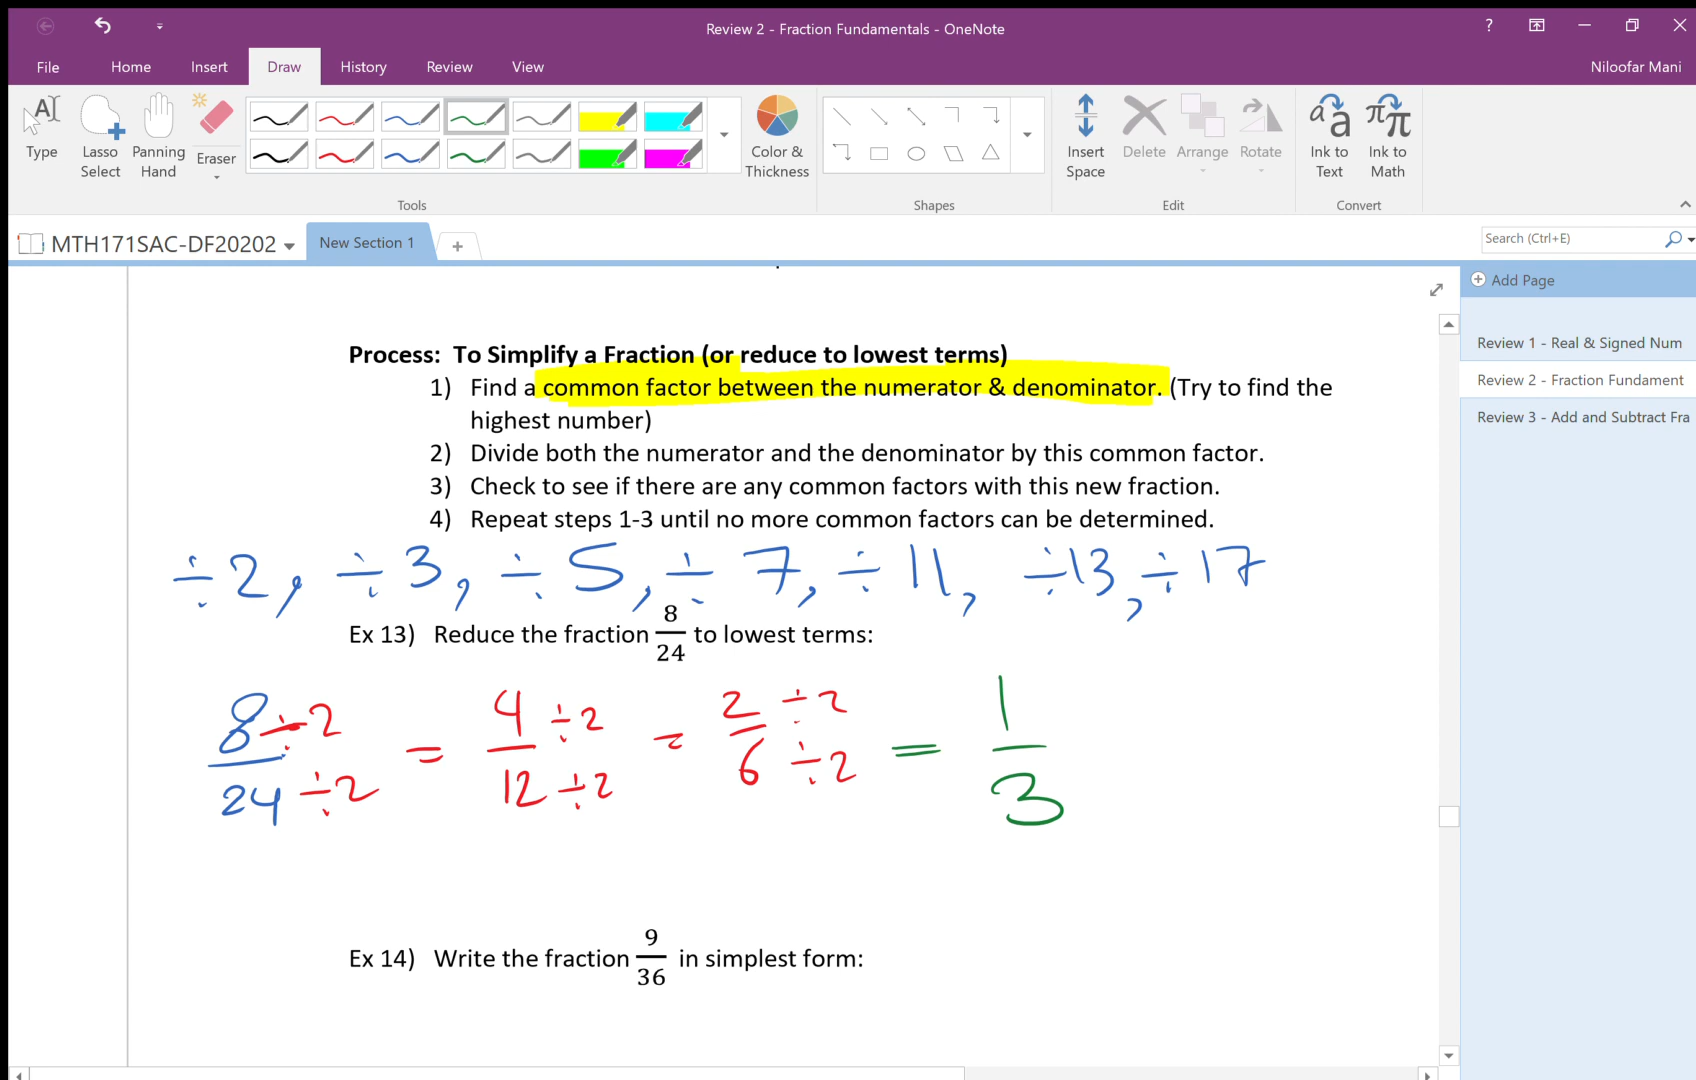 Review 2 - Fraction Fundamentals - OneNote
?
File Home Insert Draw History Review View
Niloofar Mani
Type
Lasso Select
Panning Hand
Eraser
Color & Thickness
Insert Space
Delete
Arrange
Rotate
Ink to Text
Ink to Math
Tools
Shapes
Edit
Convert
MTH171SAC-DF20202
New Section 1
+
Search (Ctrl+E)
Add Page
Review 1 - Real & Signed Num
Review 2 - Fraction Fundament
Review 3 - Add and Subtract Fra
Process: To Simplify a Fraction (or reduce to lowest terms)
1) Find a common factor between the numerator & denominator. (Try to find the
highest number)
2) Divide both the numerator and the denominator by this common factor.
3) Check to see if there are any common factors with this new fraction.
4) Repeat steps 1-3 until no more common factors can be determined.
÷2, ÷3, ÷5, ÷7, ÷11, ÷13, ÷17
Ex 13) Reduce the fraction 8/24 to lowest terms:
8÷2/24÷2 = 4÷2/12÷2 = 2÷2/6÷2 = 1/3
Ex 14) Write the fraction 9/36 in simplest form: